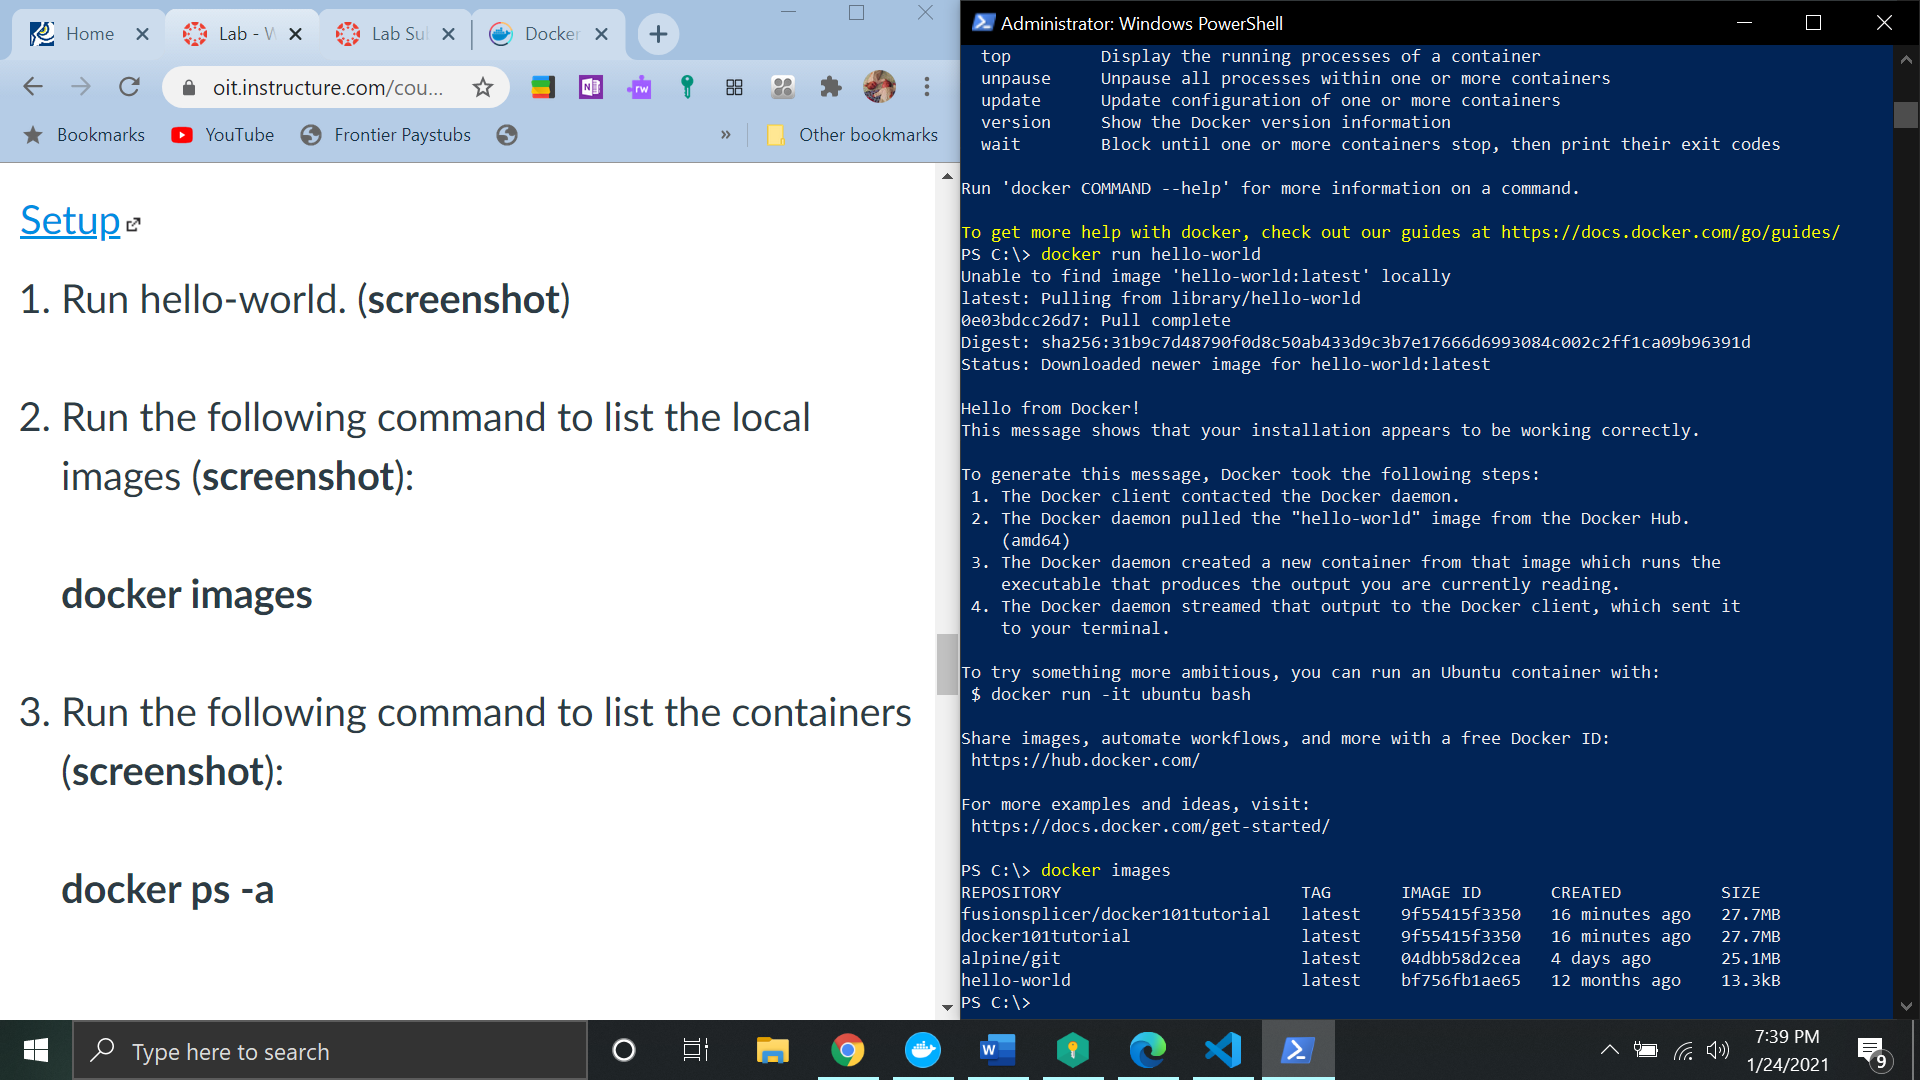 Home
Lab - W
Lab Sul
Docker
oit.instructure.com/cou...
Bookmarks
YouTube
Frontier Paystubs
»
Other bookmarks
Setup
1. Run hello-world. (screenshot)
2. Run the following command to list the local
images (screenshot):
docker images
3. Run the following command to list the containers
(screenshot):
docker ps -a
Administrator: Windows PowerShell
top Display the running processes of a container
unpause Unpause all processes within one or more containers
update Update configuration of one or more containers
version Show the Docker version information
wait Block until one or more containers stop, then print their exit codes
Run 'docker COMMAND --help' for more information on a command.
To get more help with docker, check out our guides at https://docs.docker.com/go/guides/
PS C:\> docker run hello-world
Unable to find image 'hello-world:latest' locally
latest: Pulling from library/hello-world
0e03bdcc26d7: Pull complete
Digest: sha256:31b9c7d48790f0d8c50ab433d9c3b7e17666d6993084c002c2ff1ca09b96391d
Status: Downloaded newer image for hello-world:latest
Hello from Docker!
This message shows that your installation appears to be working correctly.
To generate this message, Docker took the following steps:
1. The Docker client contacted the Docker daemon.
2. The Docker daemon pulled the "hello-world" image from the Docker Hub.
(amd64)
3. The Docker daemon created a new container from that image which runs the
executable that produces the output you are currently reading.
4. The Docker daemon streamed that output to the Docker client, which sent it
to your terminal.
To try something more ambitious, you can run an Ubuntu container with:
$ docker run -it ubuntu bash
Share images, automate workflows, and more with a free Docker ID:
https://hub.docker.com/
For more examples and ideas, visit:
https://docs.docker.com/get-started/
PS C:\> docker images
REPOSITORY TAG IMAGE ID CREATED SIZE
fusionsplicer/docker101tutorial latest 9f55415f3350 16 minutes ago 27.7MB
docker101tutorial latest 9f55415f3350 16 minutes ago 27.7MB
alpine/git latest 04dbb58d2cea 4 days ago 25.1MB
hello-world latest bf756fb1ae65 12 months ago 13.3kB
PS C:\>
Type here to search
7:39 PM
1/24/2021
9